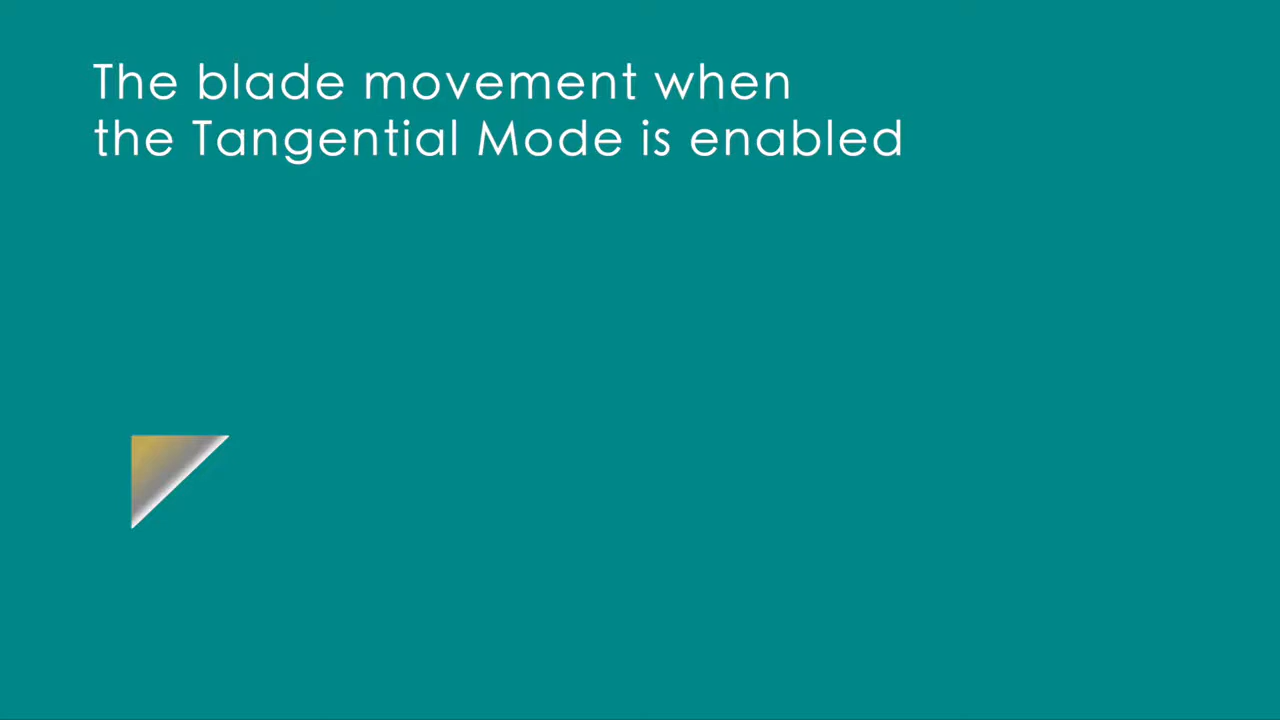 The blade movement when
the Tangential Mode is enabled